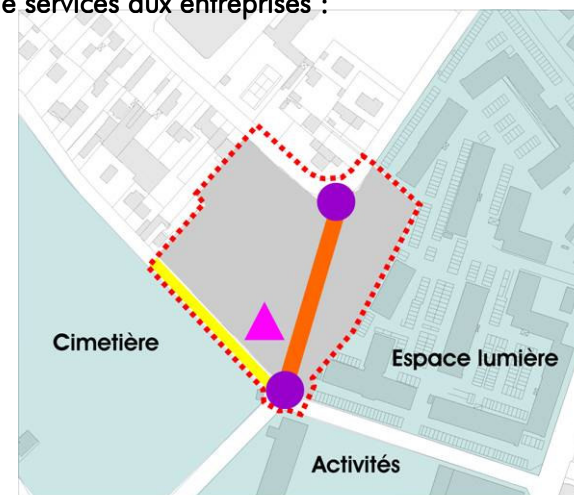 e services aux entreprises :
Cimetière
Espace lumière
Activités